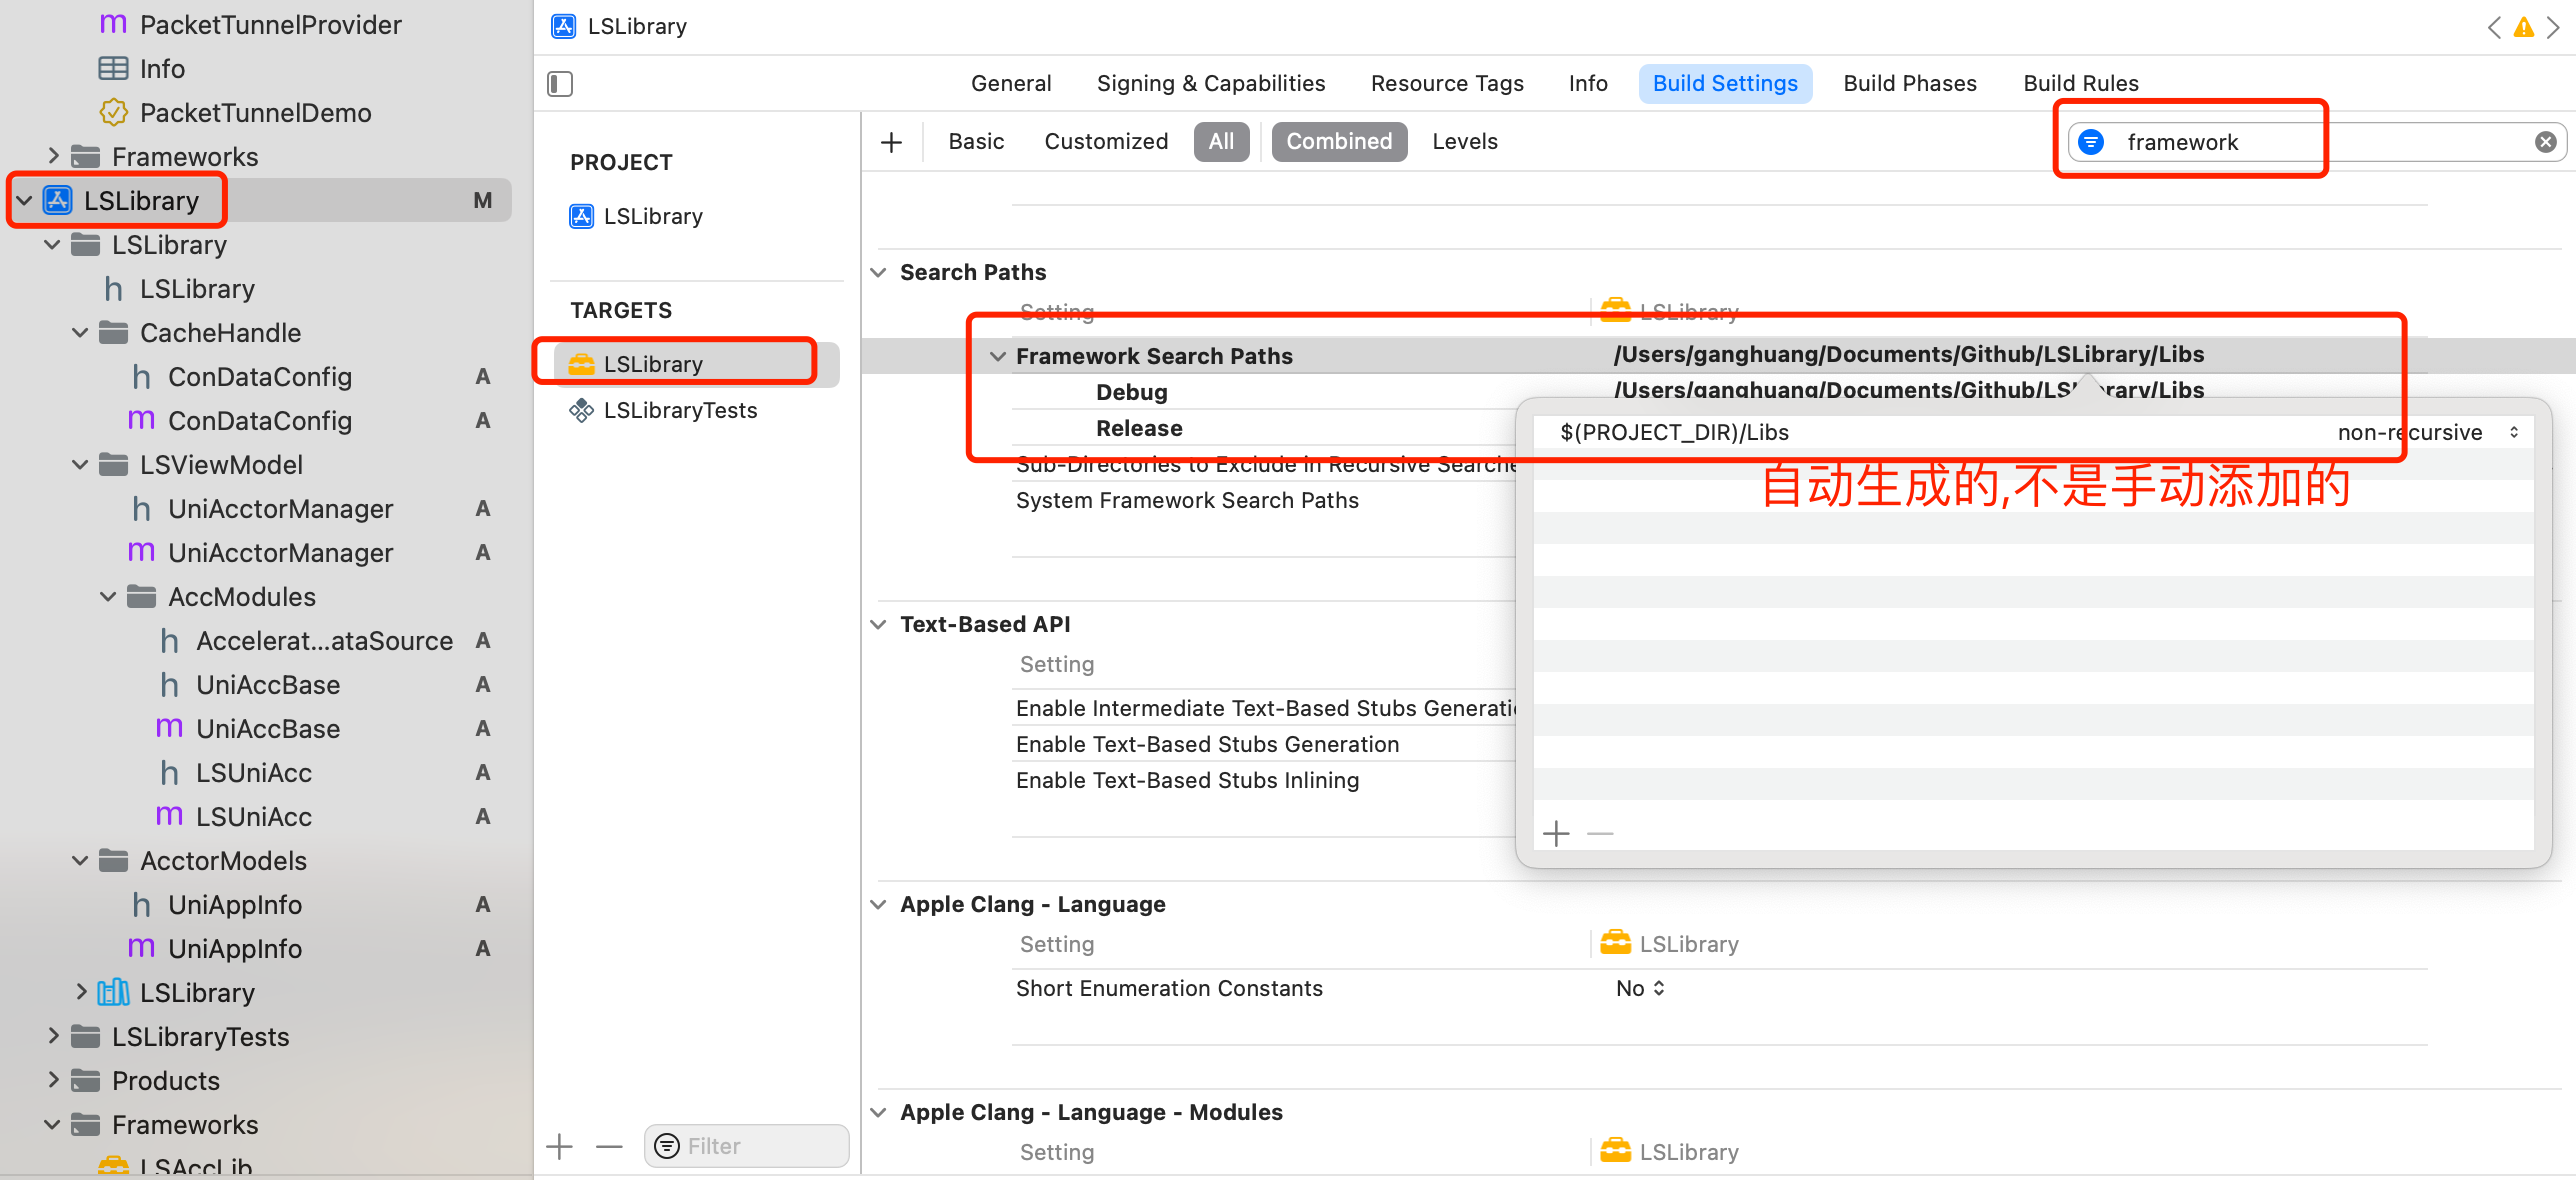 PacketTunnelProvider
Info
PacketTunnelDemo
Frameworks
LSLibrary M
LSLibrary
LSLibrary
CacheHandle
ConDataConfig A
ConDataConfig A
LSViewModel
UniAcctorManager A
UniAcctorManager A
AccModules
Accelerat...ataSource A
UniAccBase A
UniAccBase A
LSUniAcc A
LSUniAcc A
AcctorModels
UniAppInfo A
UniAppInfo A
LSLibrary
LSLibraryTests
Products
Frameworks
LSAccLib
LSLibrary
General Signing & Capabilities Resource Tags Info Build Settings Build Phases Build Rules
PROJECT
LSLibrary
TARGETS
LSLibrary
LSLibraryTests
Filter
Basic Customized All Combined Levels framework
Search Paths
Setting LSLibrary
Framework Search Paths /Users/ganghuang/Documents/Github/LSLibrary/Libs
Debug /Users/ganghuang/Documents/Github/LSLibrary/Libs
Release
$(PROJECT_DIR)/Libs non-recursive
Sub-Directories to Exclude in Recursive Searche
自动生成的,不是手动添加的
System Framework Search Paths
Text-Based API
Setting
Enable Intermediate Text-Based Stubs Generati
Enable Text-Based Stubs Generation
Enable Text-Based Stubs Inlining
Apple Clang - Language
Setting LSLibrary
Short Enumeration Constants No
Apple Clang - Language - Modules
Setting LSLibrary